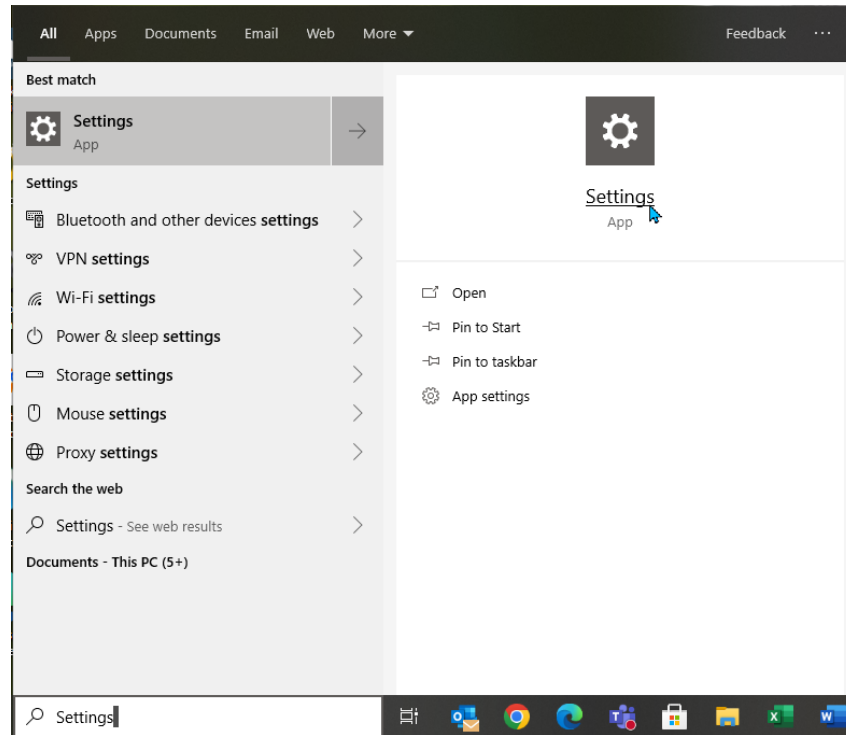 All Apps Documents Email Web More Feedback ...
Best match
Settings
App
Settings
Bluetooth and other devices settings
VPN settings
Wi-Fi settings
Power & sleep settings
Storage settings
Mouse settings
Proxy settings
Search the web
Settings - See web results
Documents - This PC (5+)
Settings
App
Open
Pin to Start
Pin to taskbar
App settings
Settings